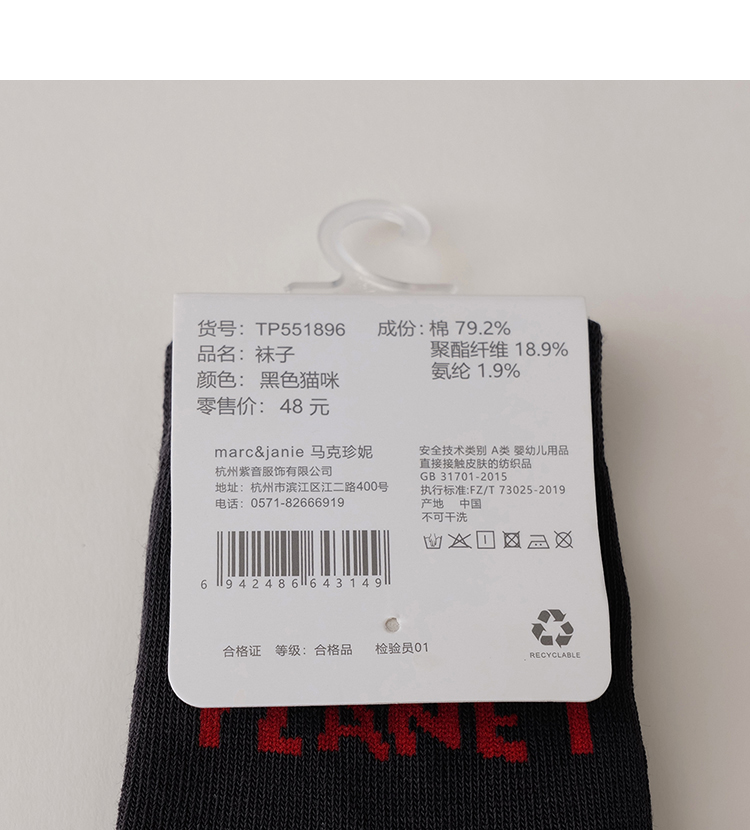 货号： TP551896
品名： 袜子
颜色： 黑色猫咪
零售价： 48 元
成份： 棉 79.2%
聚酯纤维 18.9%
氨纶 1.9%
marc&janie 马克珍妮
杭州紫音服饰有限公司
地址： 杭州市滨江区江二路400号
电话： 0571-82666919
安全技术类别 A类 婴幼儿用品
直接接触皮肤的纺织品
GB 31701-2015
执行标准:FZ/T 73025-2019
产地 中国
不可干洗
6 942486 643149
合格证 等级： 合格品 检验员01
RECYCLABLE
PLANET